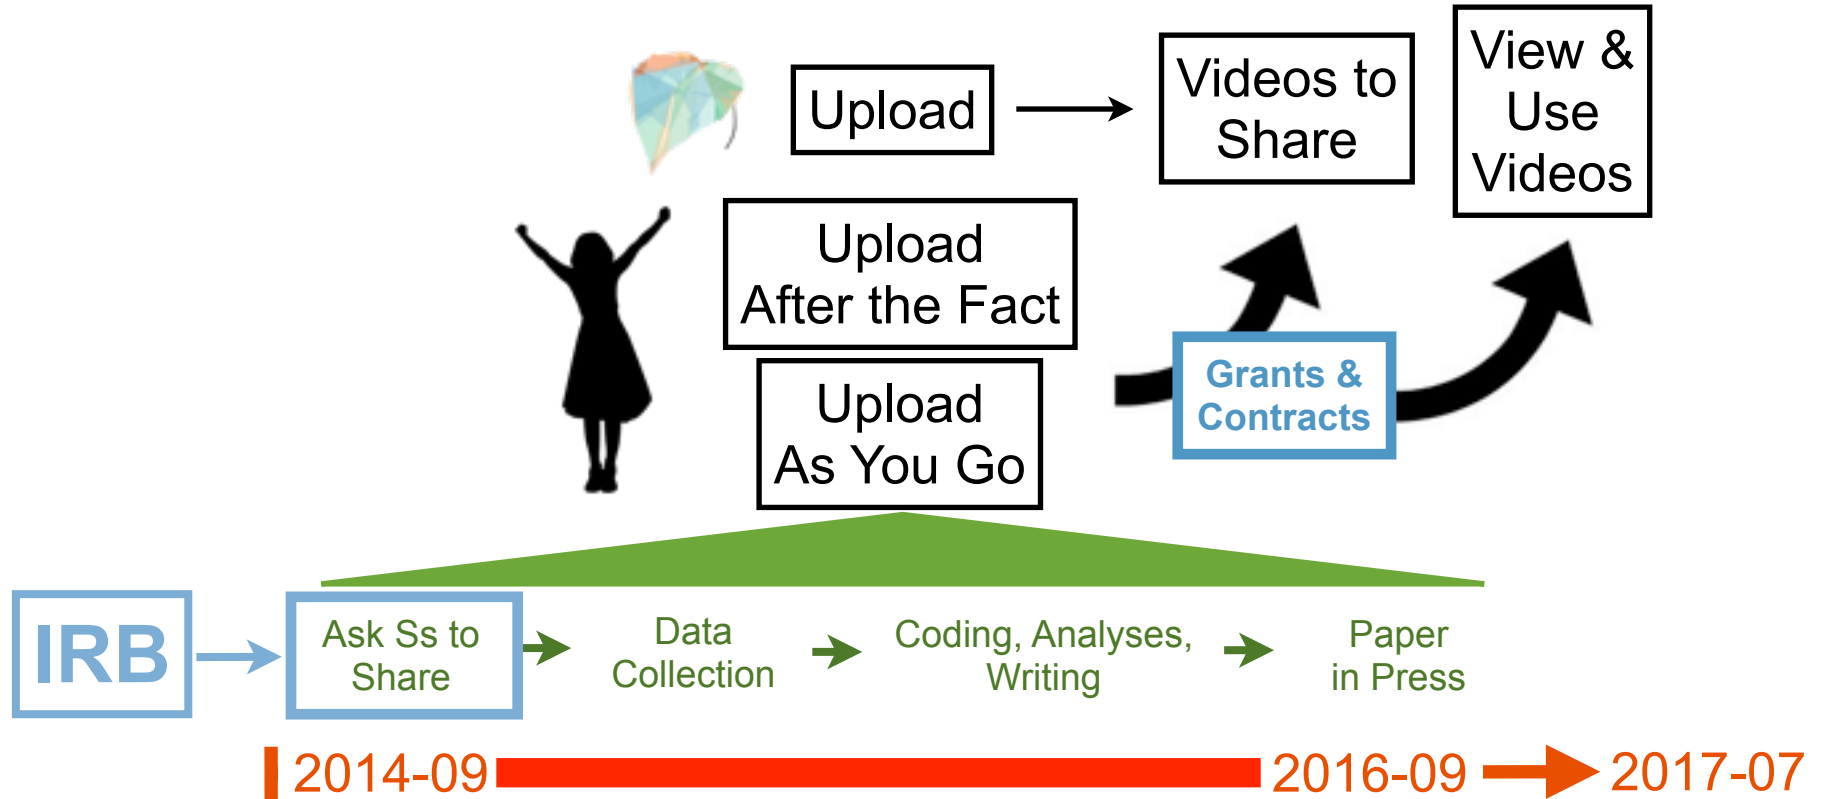 Upload
Videos to
Share
View &
Use
Videos
Upload
After the Fact
Upload
As You Go
Grants &
Contracts
IRB
Ask Ss to
Share
Data
Collection
Coding, Analyses,
Writing
Paper
in Press
2014-09
2016-09
2017-07